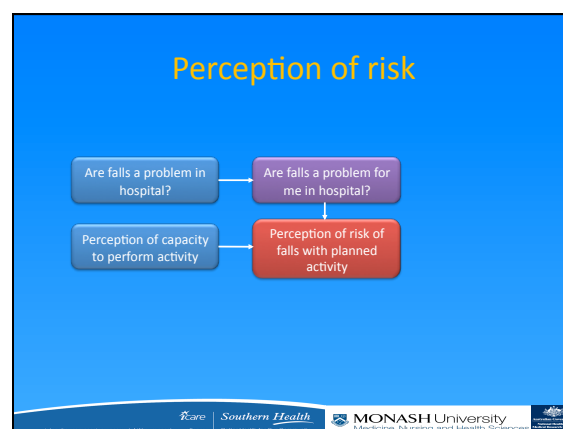 Perception of risk
Are falls a problem in
hospital?
Are falls a problem for
me in hospital?
Perception of capacity
to perform activity
Perception of risk of
falls with planned
activity
icare
Southern Health
MONASH University
Medicine Nursing and Health Sciences